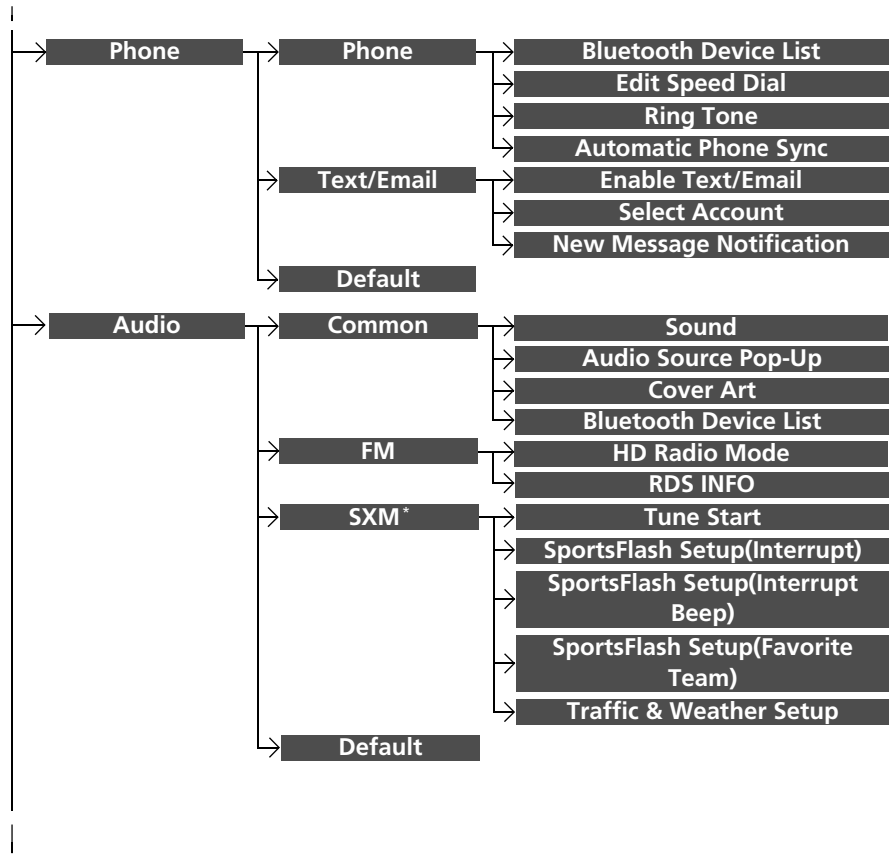 Phone
Phone
Bluetooth Device List
Edit Speed Dial
Ring Tone
Automatic Phone Sync
Text/Email
Enable Text/Email
Select Account
New Message Notification
Default
Audio
Common
Sound
Audio Source Pop-Up
Cover Art
Bluetooth Device List
FM
HD Radio Mode
RDS INFO
SXM*
Tune Start
SportsFlash Setup(Interrupt)
SportsFlash Setup(Interrupt
Beep)
SportsFlash Setup(Favorite
Team)
Traffic & Weather Setup
Default